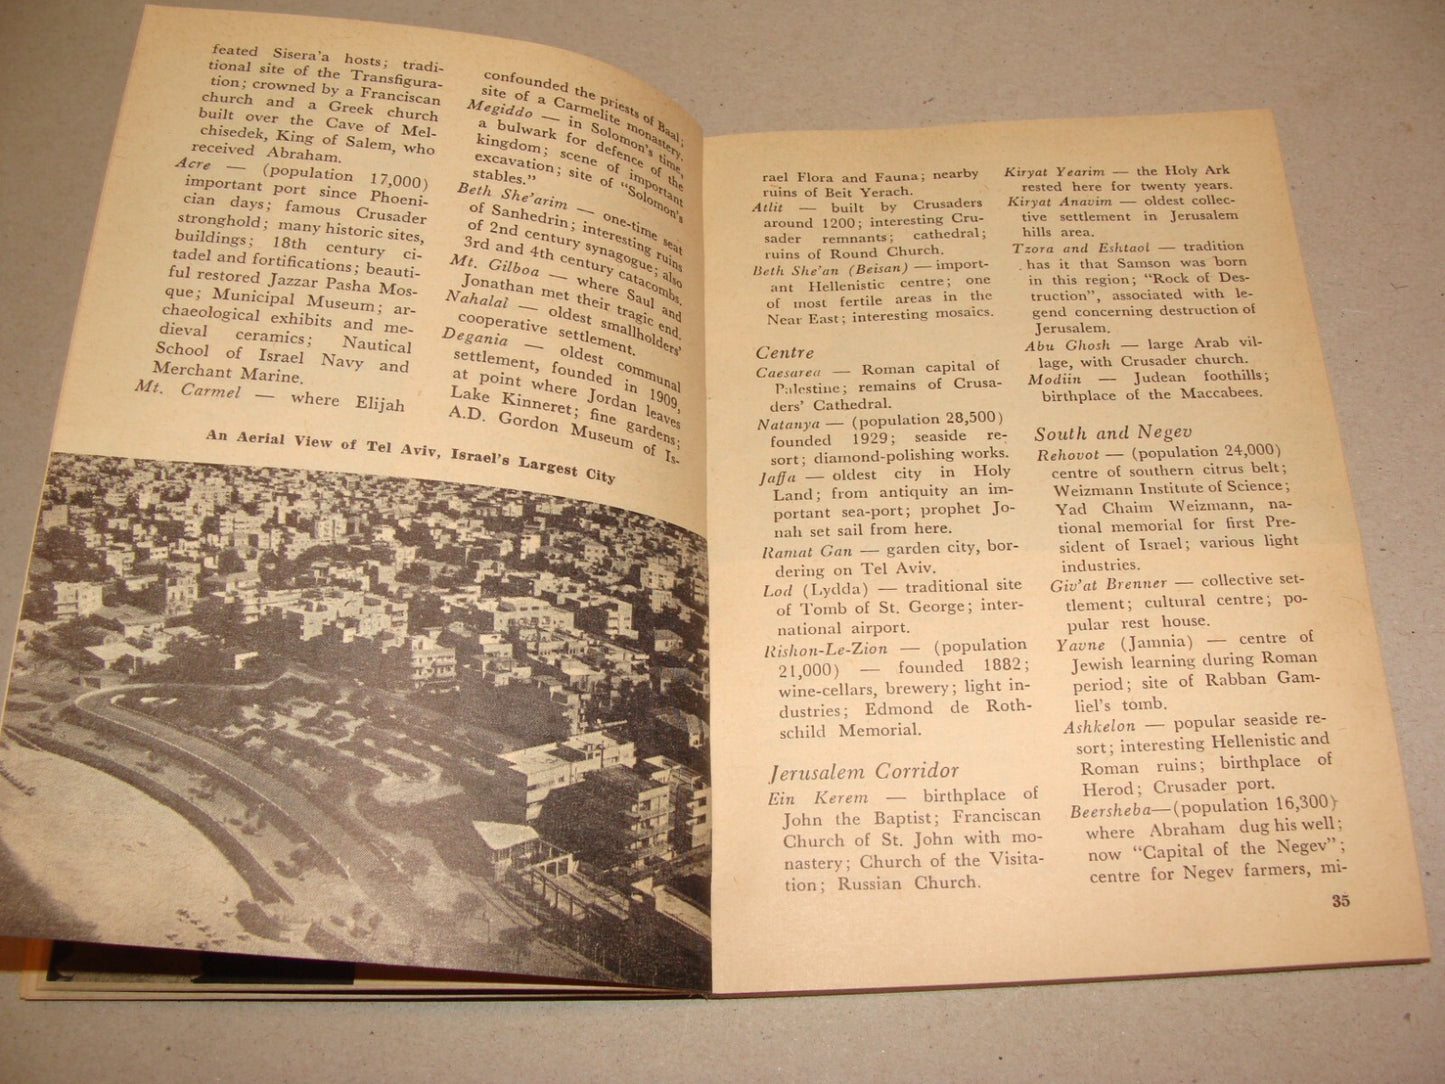 feated Sisera'a hosts; tradi-
tional site of the Transfigura-
tion; crowned by a Franciscan
church and a Greek church
built over the Cave of Mel-
chisedek, King of Salem, who
received Abraham.
Acre — (population 17,000)
important port since Phoeni-
cian days; famous Crusader
stronghold; many historic sites,
buildings; 18th century ci-
tadel and fortifications; beauti-
ful restored Jazzar Pasha Mos-
que; Municipal Museum; ar-
chaeological exhibits and me-
dieval ceramics; Nautical
School of Israel Navy and
Merchant Marine.
Mt. Carmel — where Elijah
confounded the priests of Baal;
site of a Carmelite monastery.
Megiddo — in Solomon's time,
a bulwark for defence of the
kingdom; scene of important
excavation; site of "Solomon's
stables."
Beth She'arim — one-time seat
of Sanhedrin; interesting ruins
of 2nd century synagogue; also
3rd and 4th century catacombs.
Mt. Gilboa — where Saul and
Jonathan met their tragic end.
Nahalal — oldest smallholders'
cooperative settlement.
Degania — oldest communal
settlement, founded in 1909,
at point where Jordan leaves
Lake Kinneret; fine gardens;
A.D. Gordon Museum of Is-
An Aerial View of Tel Aviv, Israel's Largest City
rael Flora and Fauna; nearby
ruins of Beit Yerach.
Atlit — built by Crusaders
around 1200; interesting Cru-
sader remnants; cathedral;
ruins of Round Church.
Beth She'an (Beisan) — import-
ant Hellenistic centre; one
of most fertile areas in the
Near East; interesting mosaics.
Centre
Caesarea — Roman capital of
Palestine; remains of Crusa-
ders' Cathedral.
Natanya — (population 28,500)
founded 1929; seaside re-
sort; diamond-polishing works.
Jaffa — oldest city in Holy
Land; from antiquity an im-
portant sea-port; prophet Jo-
nah set sail from here.
Ramat Gan — garden city, bor-
dering on Tel Aviv.
Lod (Lydda) — traditional site
of Tomb of St. George; inter-
national airport.
Rishon-Le-Zion — (population
21,000) — founded 1882;
wine-cellars, brewery; light in-
dustries; Edmond de Roth-
schild Memorial.
Jerusalem Corridor
Ein Kerem — birthplace of
John the Baptist; Franciscan
Church of St. John with mo-
nastery; Church of the Visita-
tion; Russian Church.
Kiryat Yearim — the Holy Ark
rested here for twenty years.
Kiryat Anavim — oldest collec-
tive settlement in Jerusalem
hills area.
Tzora and Eshtaol — tradition
has it that Samson was born
in this region; "Rock of Des-
truction", associated with le-
gend concerning destruction of
Jerusalem.
Abu Ghosh — large Arab vil-
lage, with Crusader church.
Modiin — Judean foothills;
birthplace of the Maccabees.
South and Negev
Rehovot — (population 24,000)
centre of southern citrus belt;
Weizmann Institute of Science;
Yad Chaim Weizmann, na-
tional memorial for first Pre-
sident of Israel; various light
industries.
Giv'at Brenner — collective set-
tlement; cultural centre; po-
pular rest house.
Yavne (Jamnia) — centre of
Jewish learning during Roman
period; site of Rabban Gam-
liel's tomb.
Ashkelon — popular seaside re-
sort; interesting Hellenistic and
Roman ruins; birthplace of
Herod; Crusader port.
Beersheba—(population 16,300)
where Abraham dug his well;
now "Capital of the Negev";
centre for Negev farmers, mi-
35